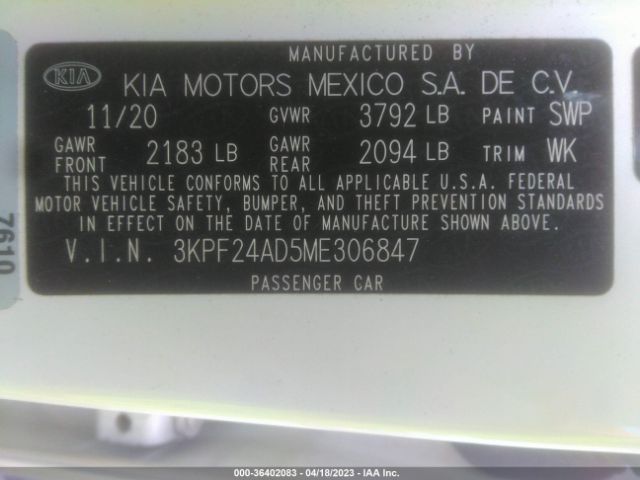 MANUFACTURED BY
KIA KIA MOTORS MEXICO S.A. DE C.V.
11/20 GVWR 3792 LB PAINT SWP
GAWR FRONT 2183 LB GAWR REAR 2094 LB TRIM WK
THIS VEHICLE CONFORMS TO ALL APPLICABLE U.S.A. FEDERAL
MOTOR VEHICLE SAFETY, BUMPER, AND THEFT PREVENTION STANDARDS
IN EFFECT ON THE DATE OF MANUFACTURE SHOWN ABOVE.
V.I.N. 3KPF24AD5ME306847
PASSENGER CAR
7610
000-36402083 - 04/18/2023 - IAA Inc.